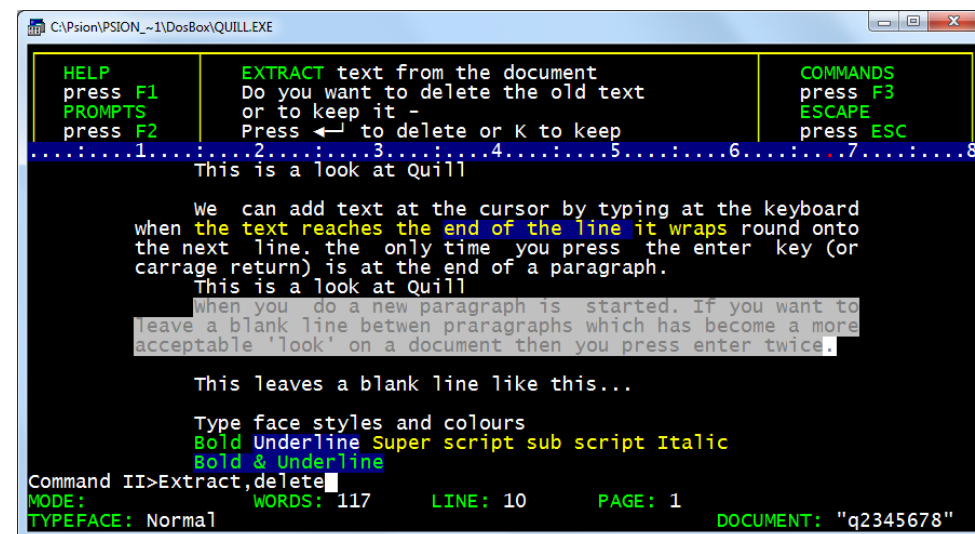 C:\Psion\PSION_~1\DosBox\QUILL.EXE
HELP EXTRACT text from the document COMMANDS
press F1 Do you want to delete the old text press F3
PROMPTS or to keep it – ESCAPE
press F2 Press ◄┘ to delete or K to keep press ESC
....:....1....:....2....:....3....:....4....:....5....:....6....:....7....:....8
This is a look at Quill
We  can add text at the cursor by typing at the keyboard
when the text reaches the end of the line it wraps round onto
the next  line. the  only time  you press  the enter  key (or
carrage return) is at the end of a paragraph.
This is a look at Quill
When you  do a new paragraph is  started. If you want to
leave a blank line betwen praragraphs which has become a more
acceptable 'look' on a document then you press enter twice.
This leaves a blank line like this...
Type face styles and colours
Bold Underline Super script sub script Italic
Bold & Underline
Command II>Extract,delete
MODE: WORDS: 117 LINE: 10 PAGE: 1
TYPEFACE: Normal DOCUMENT: "q2345678"